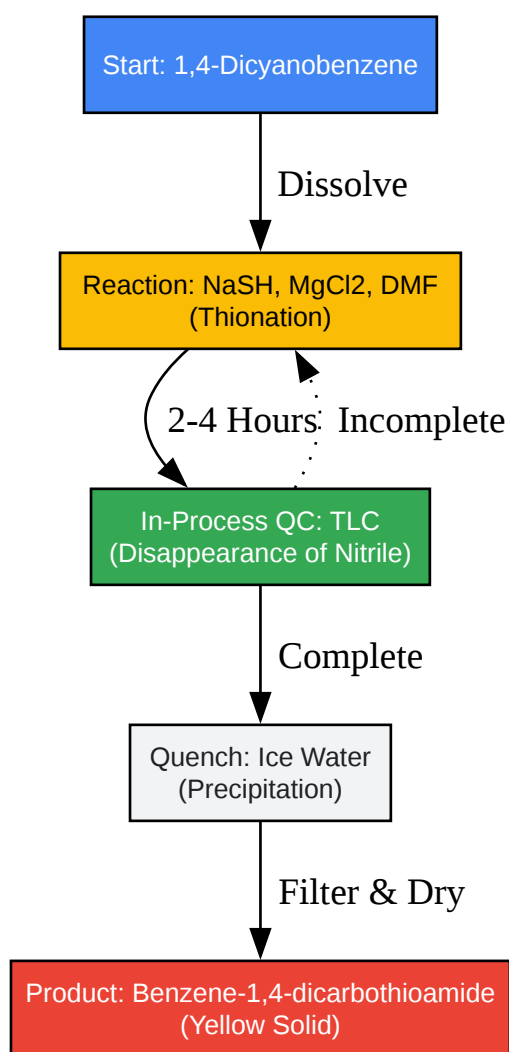 Start: 1,4-Dicyanobenzene
Dissolve
Reaction: NaSH, MgCl2, DMF
(Thionation)
2-4 Hours
Incomplete
In-Process QC: TLC
(Disappearance of Nitrile)
Complete
Quench: Ice Water
(Precipitation)
Filter & Dry
Product: Benzene-1,4-dicarbothioamide
(Yellow Solid)